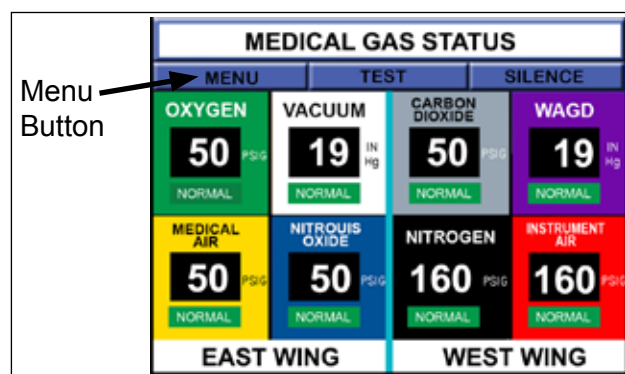 MEDICAL GAS STATUS
Menu
Button
MENU TEST SILENCE
OXYGEN
50 PSIG
NORMAL
VACUUM
19 IN
Hg
NORMAL
CARBON
DIOXIDE
50 PSIG
NORMAL
WAGD
19 IN
Hg
NORMAL
MEDICAL
AIR
50 PSIG
NORMAL
NITROUIS
OXIDE
50 PSIG
NORMAL
NITROGEN
160 PSIG
NORMAL
INSTRUMENT
AIR
160 PSIG
NORMAL
EAST WING
WEST WING